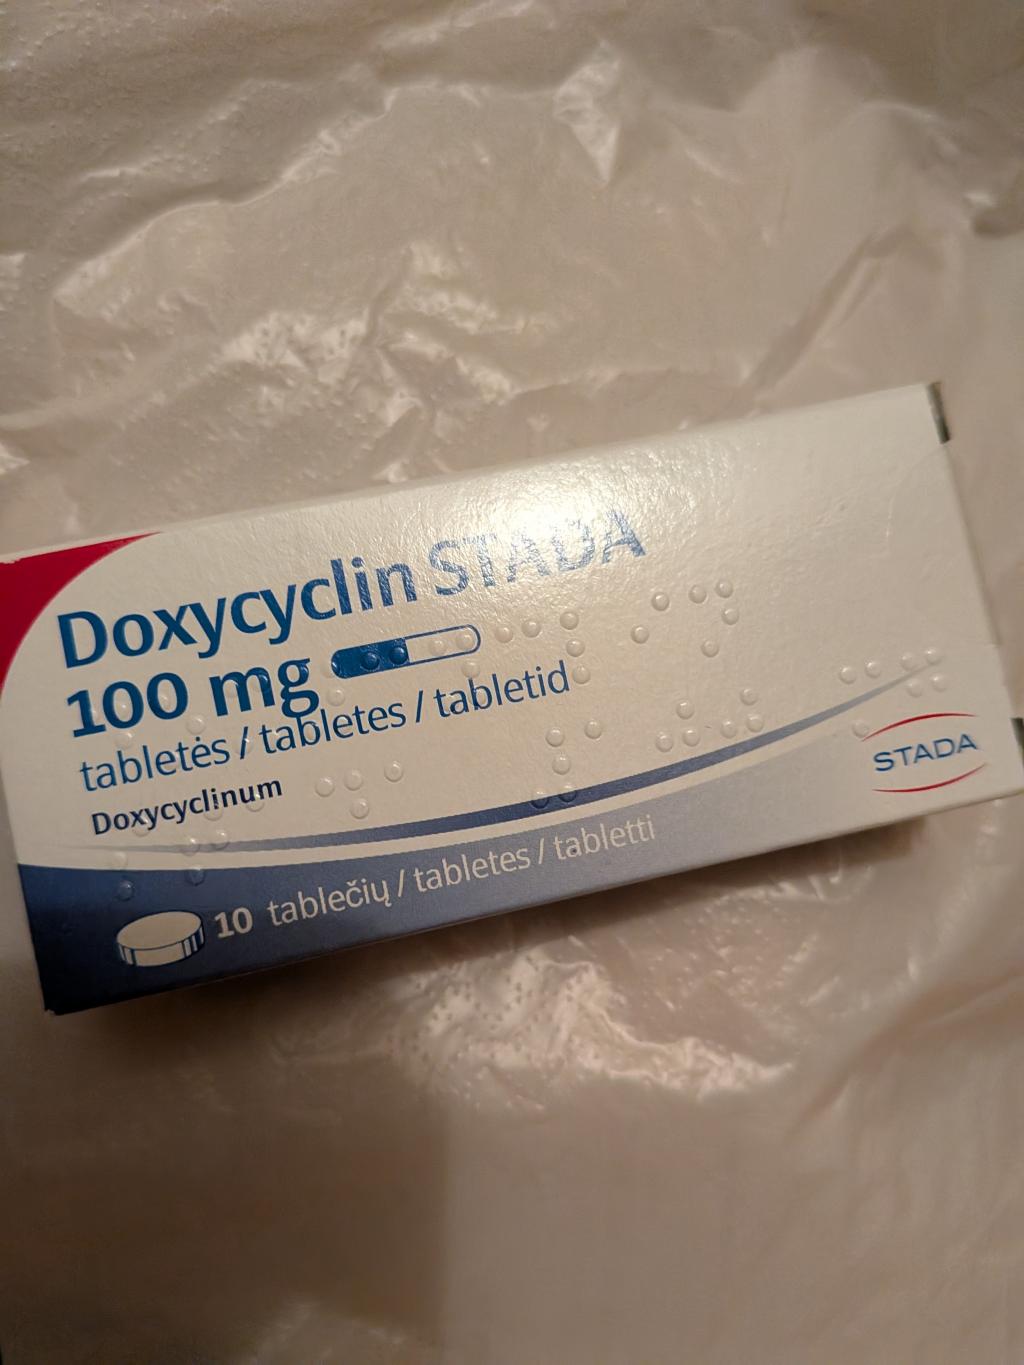 Doxycyclin STADA
100 mg
tabletės / tabletes / tabletid
Doxycyclinum
STADA
10 tablečių / tabletes / tabletti